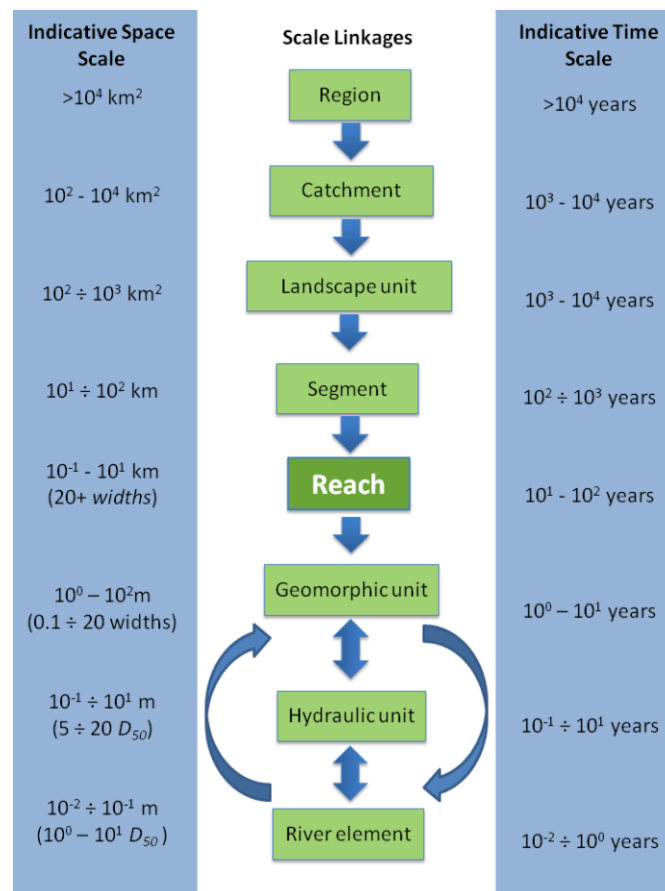 Indicative Space
Scale
Scale Linkages
Indicative Time
Scale
>10⁴ km²
Region
>10⁴ years
10² - 10⁴ km²
Catchment
10³ - 10⁴ years
10² ÷ 10³ km²
Landscape unit
10³ - 10⁴ years
10¹ ÷ 10² km
Segment
10² ÷ 10³ years
10⁻¹ - 10¹ km
(20+ widths)
Reach
10¹ - 10² years
10⁰ – 10²m
(0.1 ÷ 20 widths)
Geomorphic unit
10⁰ – 10¹ years
10⁻¹ ÷ 10¹ m
(5 ÷ 20 D₅₀)
Hydraulic unit
10⁻¹ ÷ 10¹ years
10⁻² ÷ 10⁻¹ m
(10⁰ – 10¹ D₅₀)
River element
10⁻² ÷ 10⁰ years